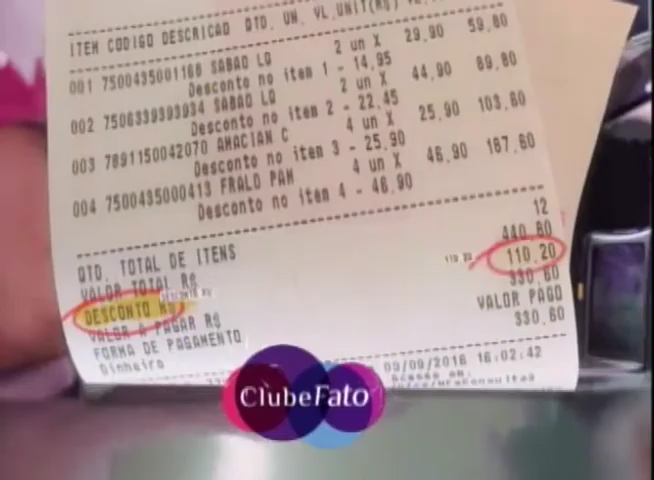 ITEM CODIGO DESCRICAO QTD. UN. VL.UNIT(R$)
001 7500435001168 SABAO LQ 2 un X 29,90 59,80
Desconto no item 1 - 14,95
002 7506339393934 SABAO LQ 2 un X 44,90 89,80
Desconto no item 2 - 22,45
003 7891150042070 AMACIAN C 4 un X 25,90 103,60
Desconto no item 3 - 25,90
004 7500435000413 FRALD PAM 4 un X 46,90 187,60
Desconto no item 4 - 46,90
QTD. TOTAL DE ITENS 12
VALOR TOTAL R$ 440,80
DESCONTO R$ 110,20
VALOR A PAGAR R$ 330,60
FORMA DE PAGAMENTO VALOR PAGO
Dinheiro 330,60
09/09/2016 16:02:42
Acesso em:
ClubeFato